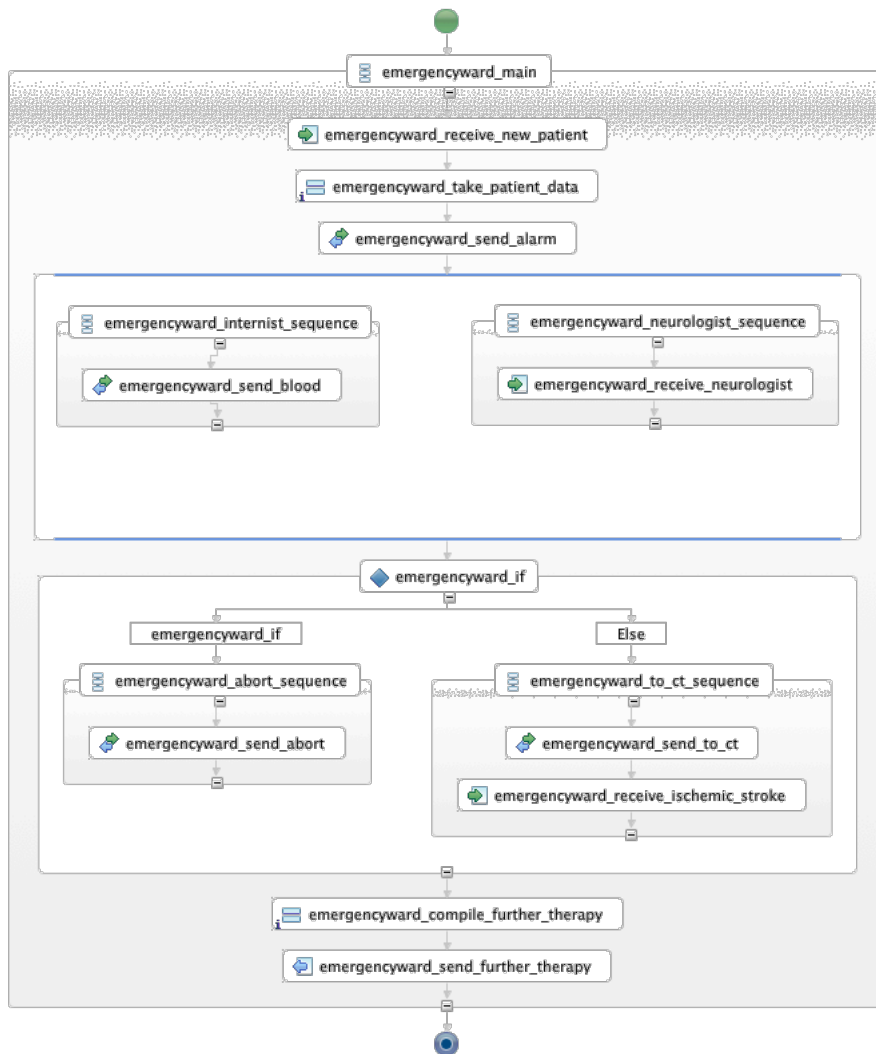 emergencyward_main
emergencyward_receive_new_patient
emergencyward_take_patient_data
emergencyward_send_alarm
emergencyward_internist_sequence
emergencyward_send_blood
emergencyward_neurologist_sequence
emergencyward_receive_neurologist
emergencyward_if
emergencyward_if
emergencyward_abort_sequence
emergencyward_send_abort
Else
emergencyward_to_ct_sequence
emergencyward_send_to_ct
emergencyward_receive_ischemic_stroke
i emergencyward_compile_further_therapy
emergencyward_send_further_therapy